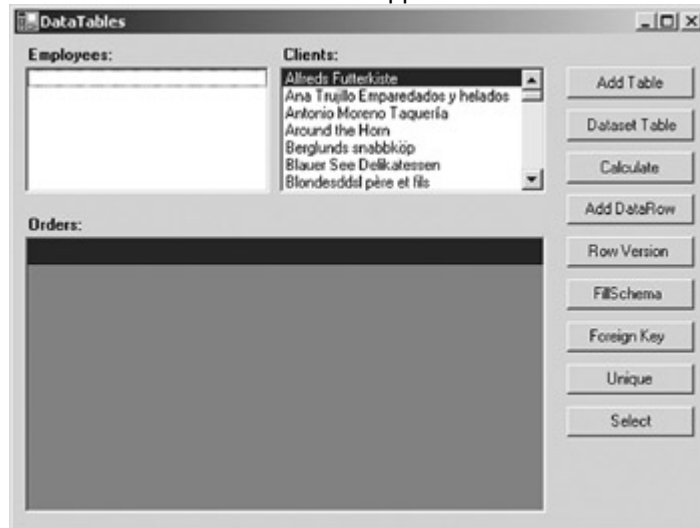 DataTables
Employees:
Clients:
Alfreds Futterkiste
Ana Trujillo Emparedados y helados
Antonio Moreno Taquería
Around the Horn
Berglunds snabbköp
Blauer See Delikatessen
Blondesddsl père et fils
Orders:
Add Table
Dataset Table
Calculate
Add DataRow
Row Version
FillSchema
Foreign Key
Unique
Select